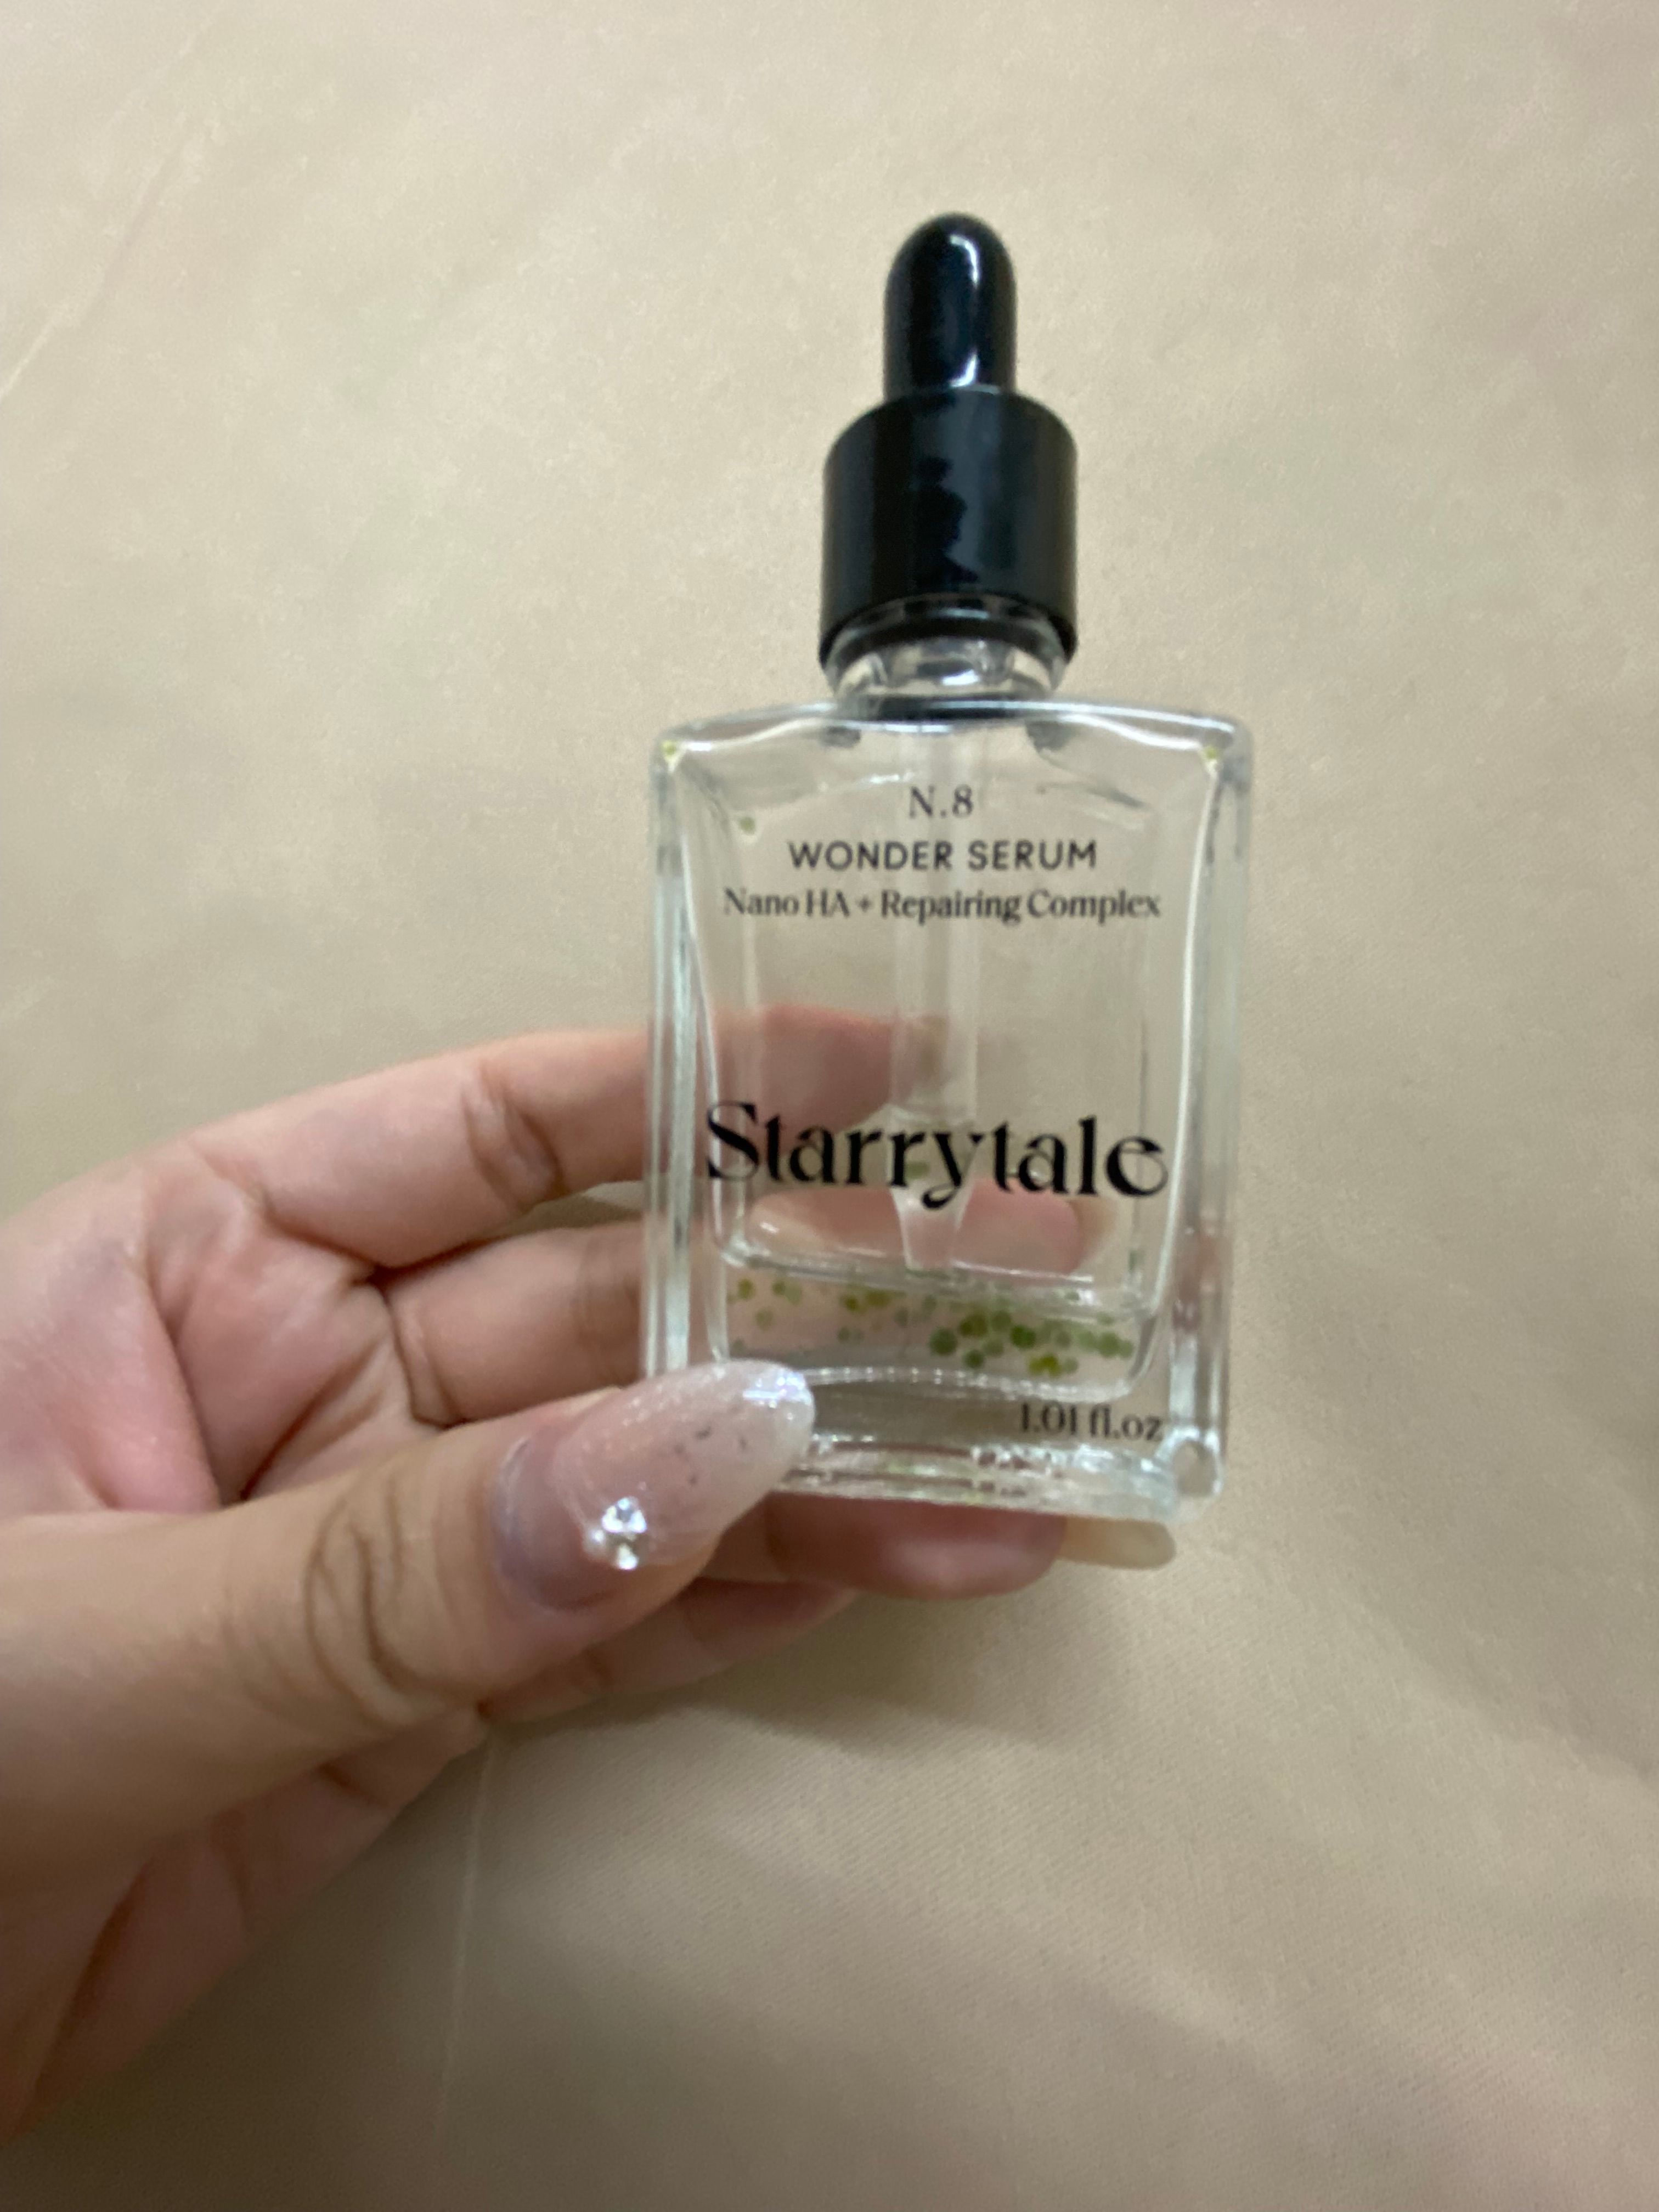 N.8
WONDER SERUM
Nano HA + Repairing Complex
Starrytale
1.01 fl.oz